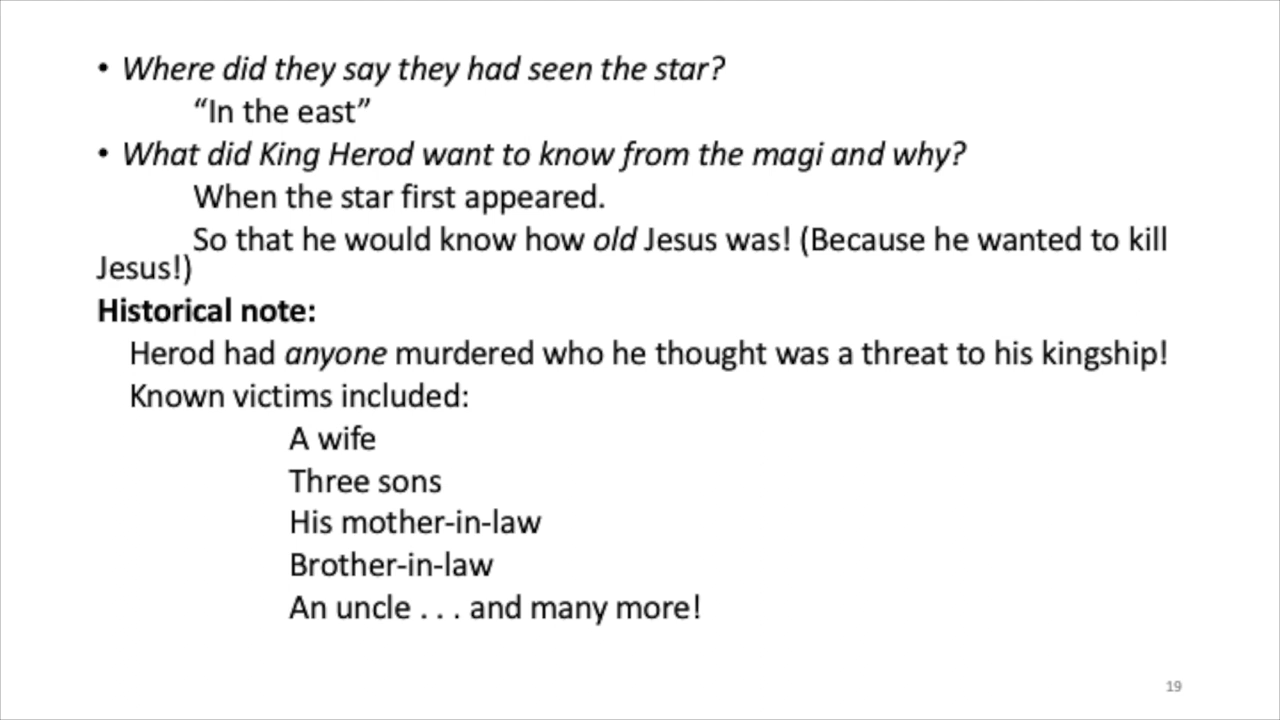 • Where did they say they had seen the star?
“In the east”
• What did King Herod want to know from the magi and why?
When the star first appeared.
So that he would know how old Jesus was! (Because he wanted to kill
Jesus!)
Historical note:
Herod had anyone murdered who he thought was a threat to his kingship!
Known victims included:
A wife
Three sons
His mother-in-law
Brother-in-law
An uncle . . . and many more!
19